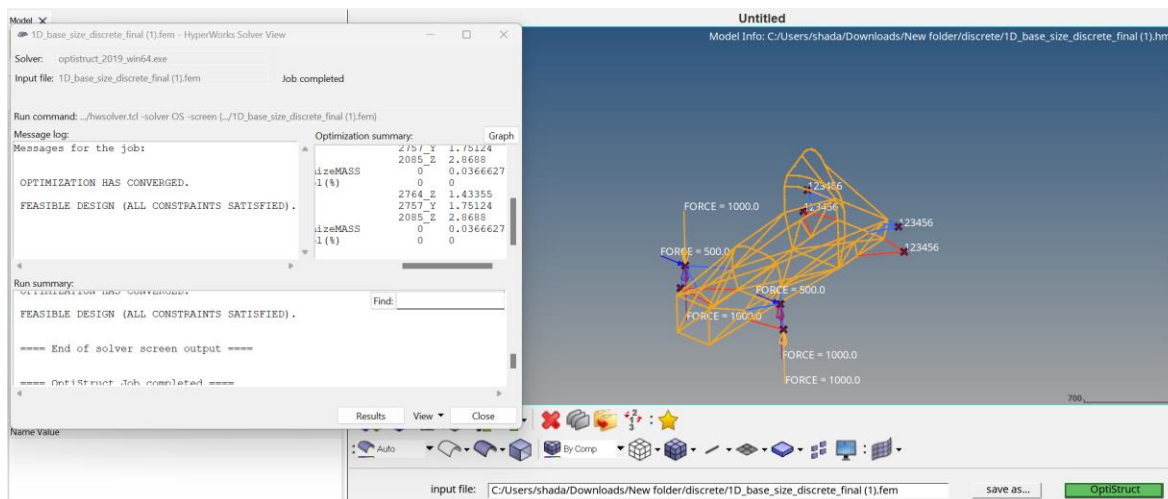 Model
Untitled
1D_base_size_discrete_final (1).fem - HyperWorks Solver View
Model Info: C:/Users/shada/Downloads/New folder/discrete/1D_base_size_discrete_final (1).hm
Solver: optistruct_2019_win64.exe
Input file: 1D_base_size_discrete_final (1).fem Job completed
Run command: .../hwsolver.tcl -solver OS -screen (.../1D_base_size_discrete_final (1).fem)
Message log: Optimization summary: Graph
Messages for the job:
OPTIMIZATION HAS CONVERGED.
FEASIBLE DESIGN (ALL CONSTRAINTS SATISFIED).
2757_Y 1.75124
2085_Z 2.8688
izeMASS 0 0.0366627
l(%) 0 0
2764_Z 1.43355
2757_Y 1.75124
2085_Z 2.8688
izeMASS 0 0.0366627
l(%) 0 0
Run summary:
OPTIMIZATION HAS CONVERGED.
Find:
FEASIBLE DESIGN (ALL CONSTRAINTS SATISFIED).
==== End of solver screen output ====
==== OptiStruct Job completed ====
Results View Close
123456
FORCE = 1000.0
123456
123456
123456
FORCE = 500.0
FORCE = 500.0
FORCE = 1000.0
FORCE = 1000.0
FORCE = 1000.0
700
Name Value
1 2 3
Auto By Comp
input file: C:/Users/shada/Downloads/New folder/discrete/1D_base_size_discrete_final (1).fem save as... OptiStruct